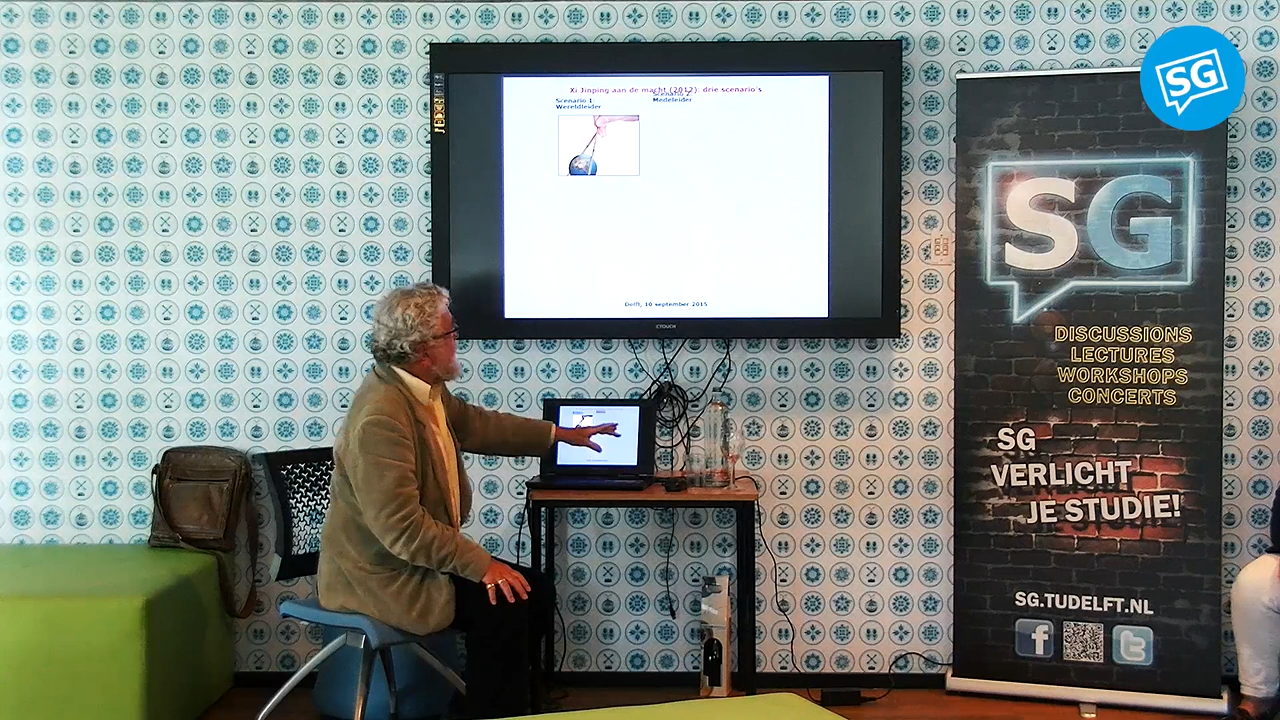 SG
Xi Jinping aan de macht (2012): drie scenario's
Scenario 1
Wereldleider
Scenario 2
Medeleider
Delft, 10 september 2015
CTOUCH
SG
DISCUSSIONS
LECTURES
WORKSHOPS
CONCERTS
SG
VERLICHT
JE STUDIE!
SG.TUDELFT.NL